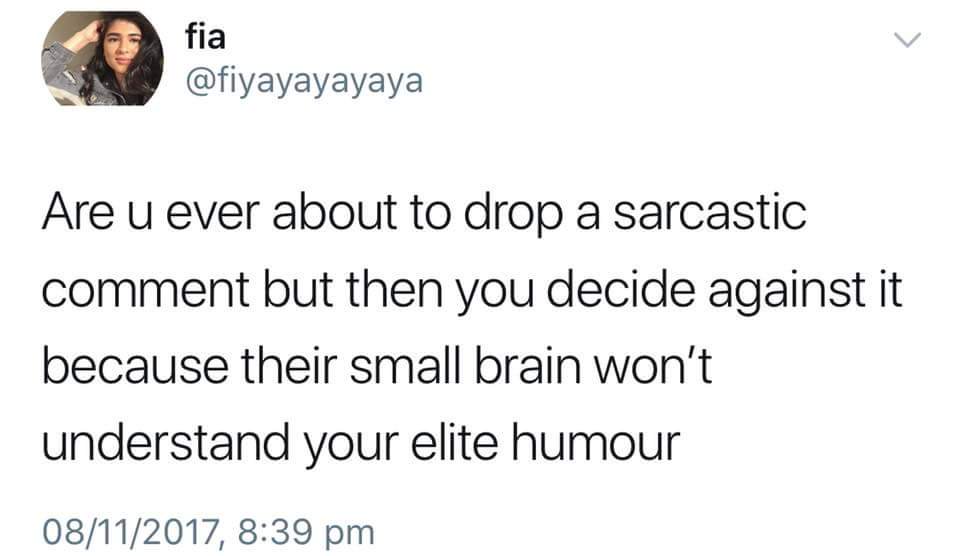 fia
@fiyayayayaya
Are u ever about to drop a sarcastic
comment but then you decide against it
because their small brain won’t
understand your elite humour
08/11/2017, 8:39 pm